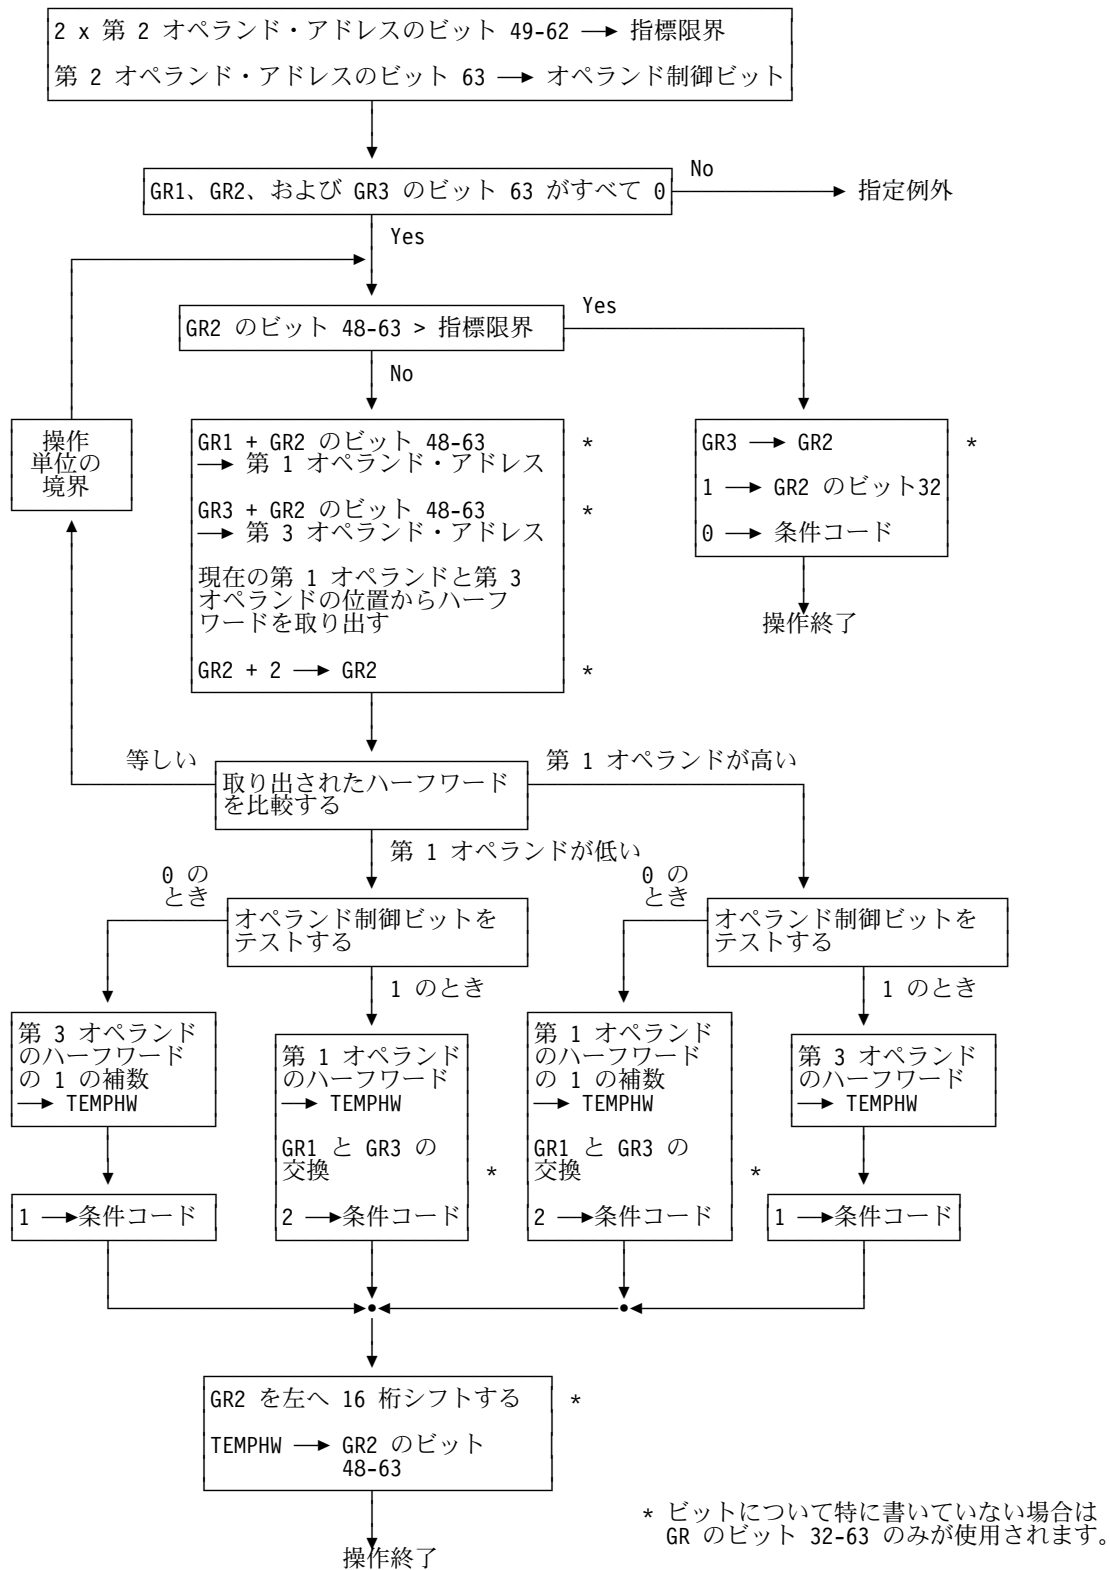 2 x 第 2 オペランド・アドレスのビット 49-62 → 指標限界
第 2 オペランド・アドレスのビット 63 → オペランド制御ビット
GR1、GR2、および GR3 のビット 63 がすべて 0
No
指定例外
Yes
GR2 のビット 48-63 > 指標限界
Yes
No
操作
単位の
境界
GR1 + GR2 のビット 48-63 *
→ 第 1 オペランド・アドレス
GR3 + GR2 のビット 48-63 *
→ 第 3 オペランド・アドレス
現在の第 1 オペランドと第 3
オペランドの位置からハーフ
ワードを取り出す
GR2 + 2 → GR2 *
GR3 → GR2 *
1 → GR2 のビット32
0 → 条件コード
操作終了
等しい
取り出されたハーフワード
を比較する
第 1 オペランドが高い
第 1 オペランドが低い
0 の
とき
オペランド制御ビットを
テストする
1 のとき
0 の
とき
オペランド制御ビットを
テストする
1 のとき
第 3 オペランド
のハーフワード
の 1 の補数
→ TEMPHW
1 →条件コード
第 1 オペランド
のハーフワード
→ TEMPHW
GR1 と GR3 の
交換 *
2 →条件コード
第 1 オペランド
のハーフワード
の 1 の補数
→ TEMPHW
GR1 と GR3 の
交換 *
2 →条件コード
第 3 オペランド
のハーフワード
→ TEMPHW
1 →条件コード
GR2 を左へ 16 桁シフトする *
TEMPHW → GR2 のビット
48-63
操作終了
* ビットについて特に書いていない場合は
GR のビット 32-63 のみが使用されます。